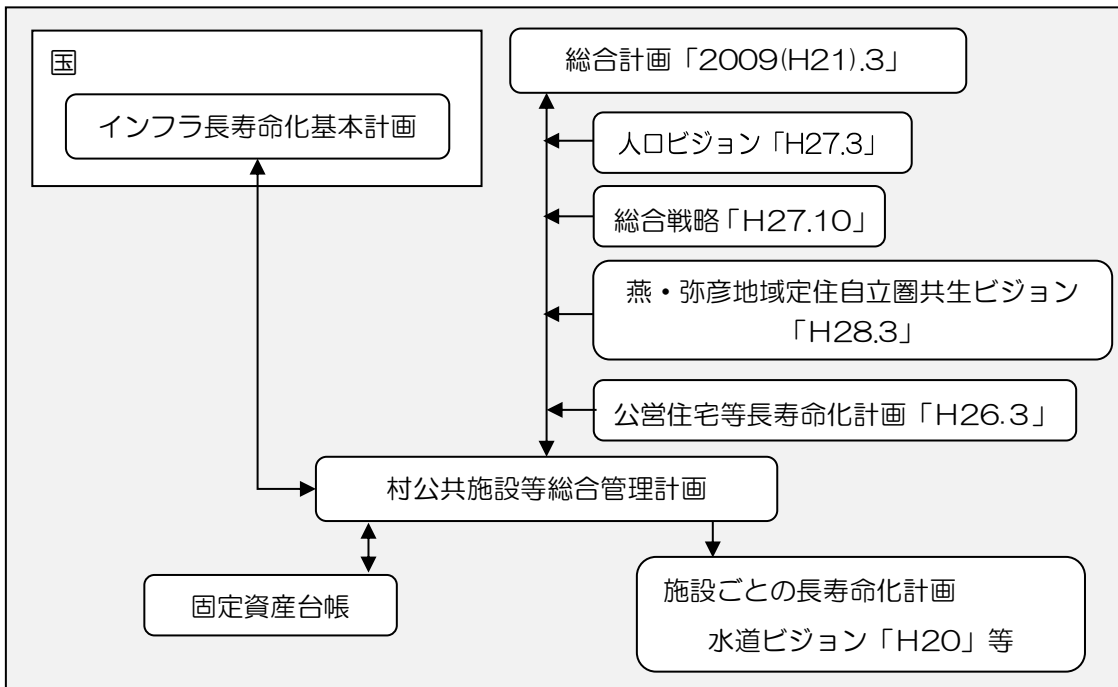 国
インフラ長寿命化基本計画
総合計画「2009(H21).3」
人口ビジョン「H27.3」
総合戦略「H27.10」
燕・弥彦地域定住自立圏共生ビジョン
「H28.3」
公営住宅等長寿命化計画「H26.3」
村公共施設等総合管理計画
固定資産台帳
施設ごとの長寿命化計画
水道ビジョン「H20」等